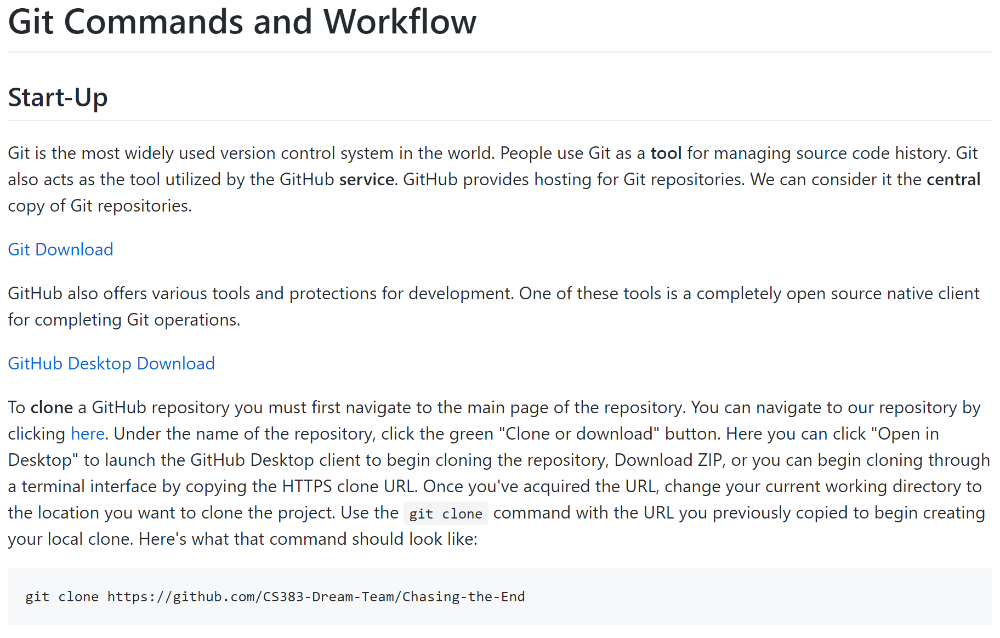 Git Commands and Workflow
Start-Up
Git is the most widely used version control system in the world. People use Git as a tool for managing source code history. Git
also acts as the tool utilized by the GitHub service. GitHub provides hosting for Git repositories. We can consider it the central
copy of Git repositories.
Git Download
GitHub also offers various tools and protections for development. One of these tools is a completely open source native client
for completing Git operations.
GitHub Desktop Download
To clone a GitHub repository you must first navigate to the main page of the repository. You can navigate to our repository by
clicking here. Under the name of the repository, click the green "Clone or download" button. Here you can click "Open in
Desktop" to launch the GitHub Desktop client to begin cloning the repository, Download ZIP, or you can begin cloning through
a terminal interface by copying the HTTPS clone URL. Once you've acquired the URL, change your current working directory to
the location you want to clone the project. Use the git clone command with the URL you previously copied to begin creating
your local clone. Here's what that command should look like:
git clone https://github.com/CS383-Dream-Team/Chasing-the-End